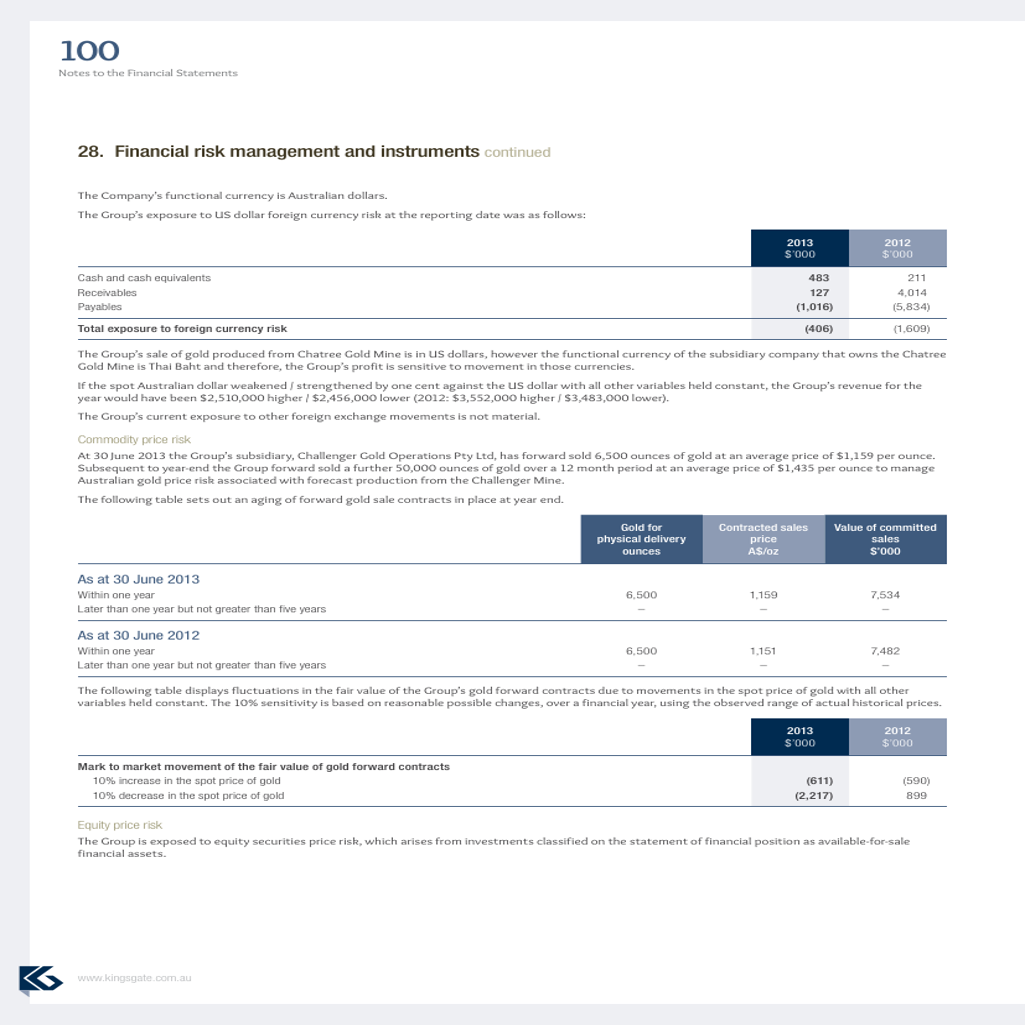 100
Notes to the Financial Statements
28. Financial risk management and instruments continued
The Company's functional currency is Australian dollars.
The Group's exposure to US dollar foreign currency risk at the reporting date was as follows:
2013 2012
$'000 $'000
Cash and cash equivalents 483 211
Receivables 127 4,014
Payables (1,016) (5,834)
Total exposure to foreign currency risk (406) (1,609)
The Group's sale of gold produced from Chatree Gold Mine is in US dollars, however the functional currency of the subsidiary company that owns the Chatree
Gold Mine is Thai Baht and therefore, the Group's profit is sensitive to movement in those currencies.
If the spot Australian dollar weakened / strengthened by one cent against the US dollar with all other variables held constant, the Group's revenue for the
year would have been $2,510,000 higher / $2,456,000 lower (2012: $3,552,000 higher / $3,483,000 lower).
The Group's current exposure to other foreign exchange movements is not material.
Commodity price risk
At 30 June 2013 the Group's subsidiary, Challenger Gold Operations Pty Ltd, has forward sold 6,500 ounces of gold at an average price of $1,159 per ounce.
Subsequent to year-end the Group forward sold a further 50,000 ounces of gold over a 12 month period at an average price of $1,435 per ounce to manage
Australian gold price risk associated with forecast production from the Challenger Mine.
The following table sets out an aging of forward gold sale contracts in place at year end.
Gold for Contracted sales Value of committed
physical delivery price sales
ounces A$/oz $'000
As at 30 June 2013
Within one year 6,500 1,159 7,534
Later than one year but not greater than five years – – –
As at 30 June 2012
Within one year 6,500 1,151 7,482
Later than one year but not greater than five years – – –
The following table displays fluctuations in the fair value of the Group's gold forward contracts due to movements in the spot price of gold with all other
variables held constant. The 10% sensitivity is based on reasonable possible changes, over a financial year, using the observed range of actual historical prices.
2013 2012
$'000 $'000
Mark to market movement of the fair value of gold forward contracts
10% increase in the spot price of gold (611) (590)
10% decrease in the spot price of gold (2,217) 899
Equity price risk
The Group is exposed to equity securities price risk, which arises from investments classified on the statement of financial position as available-for-sale
financial assets.
www.kingsgate.com.au